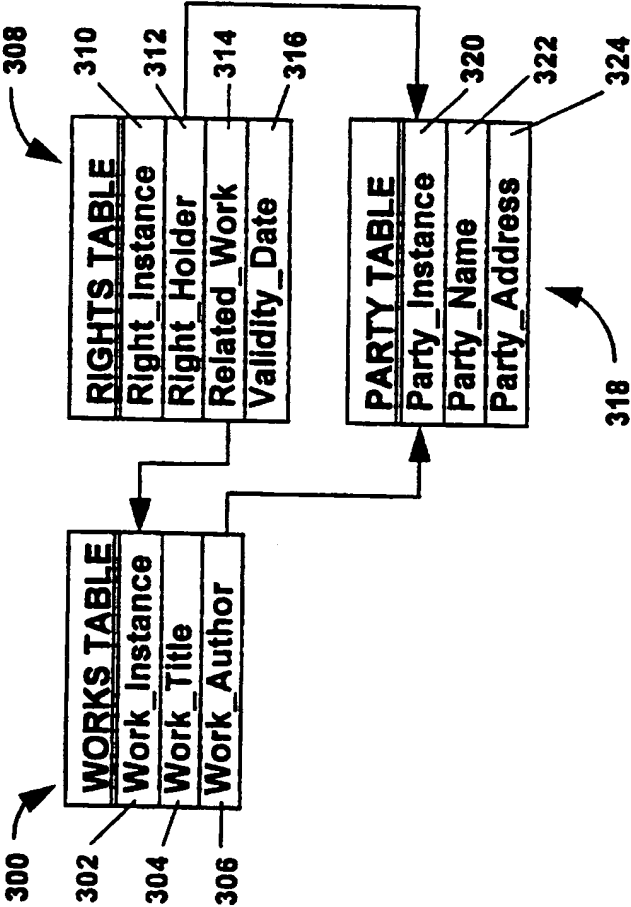 300
WORKS TABLE
302
Work_Instance
304
Work_Title
306
Work_Author
308
RIGHTS TABLE
Right_Instance
310
Right_Holder
312
Related_Work
314
Validity_Date
316
PARTY TABLE
Party_Instance
320
Party_Name
322
Party_Address
324
318